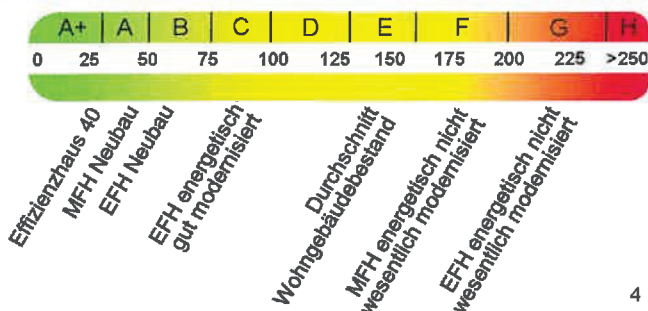 A+ A B C D E F G H
0 25 50 75 100 125 150 175 200 225 >250
Effizienzhaus 40
MFH Neubau
EFH Neubau
EFH energetisch
gut modernisiert
Durchschnitt
Wohngebäudebestand
MFH energetisch nicht
wesentlich modernisiert
EFH energetisch nicht
wesentlich modernisiert
4